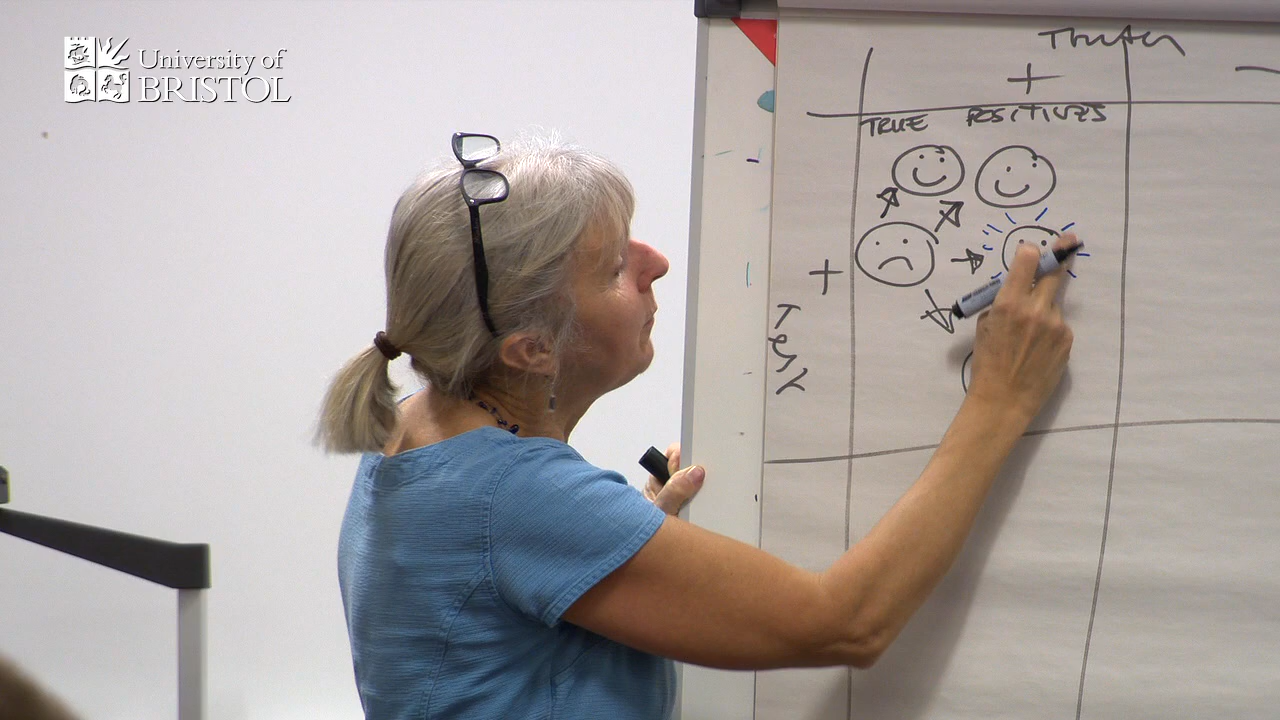 University of
BRISTOL
Truth
+ -
TRUE POSITIVES
+
Test